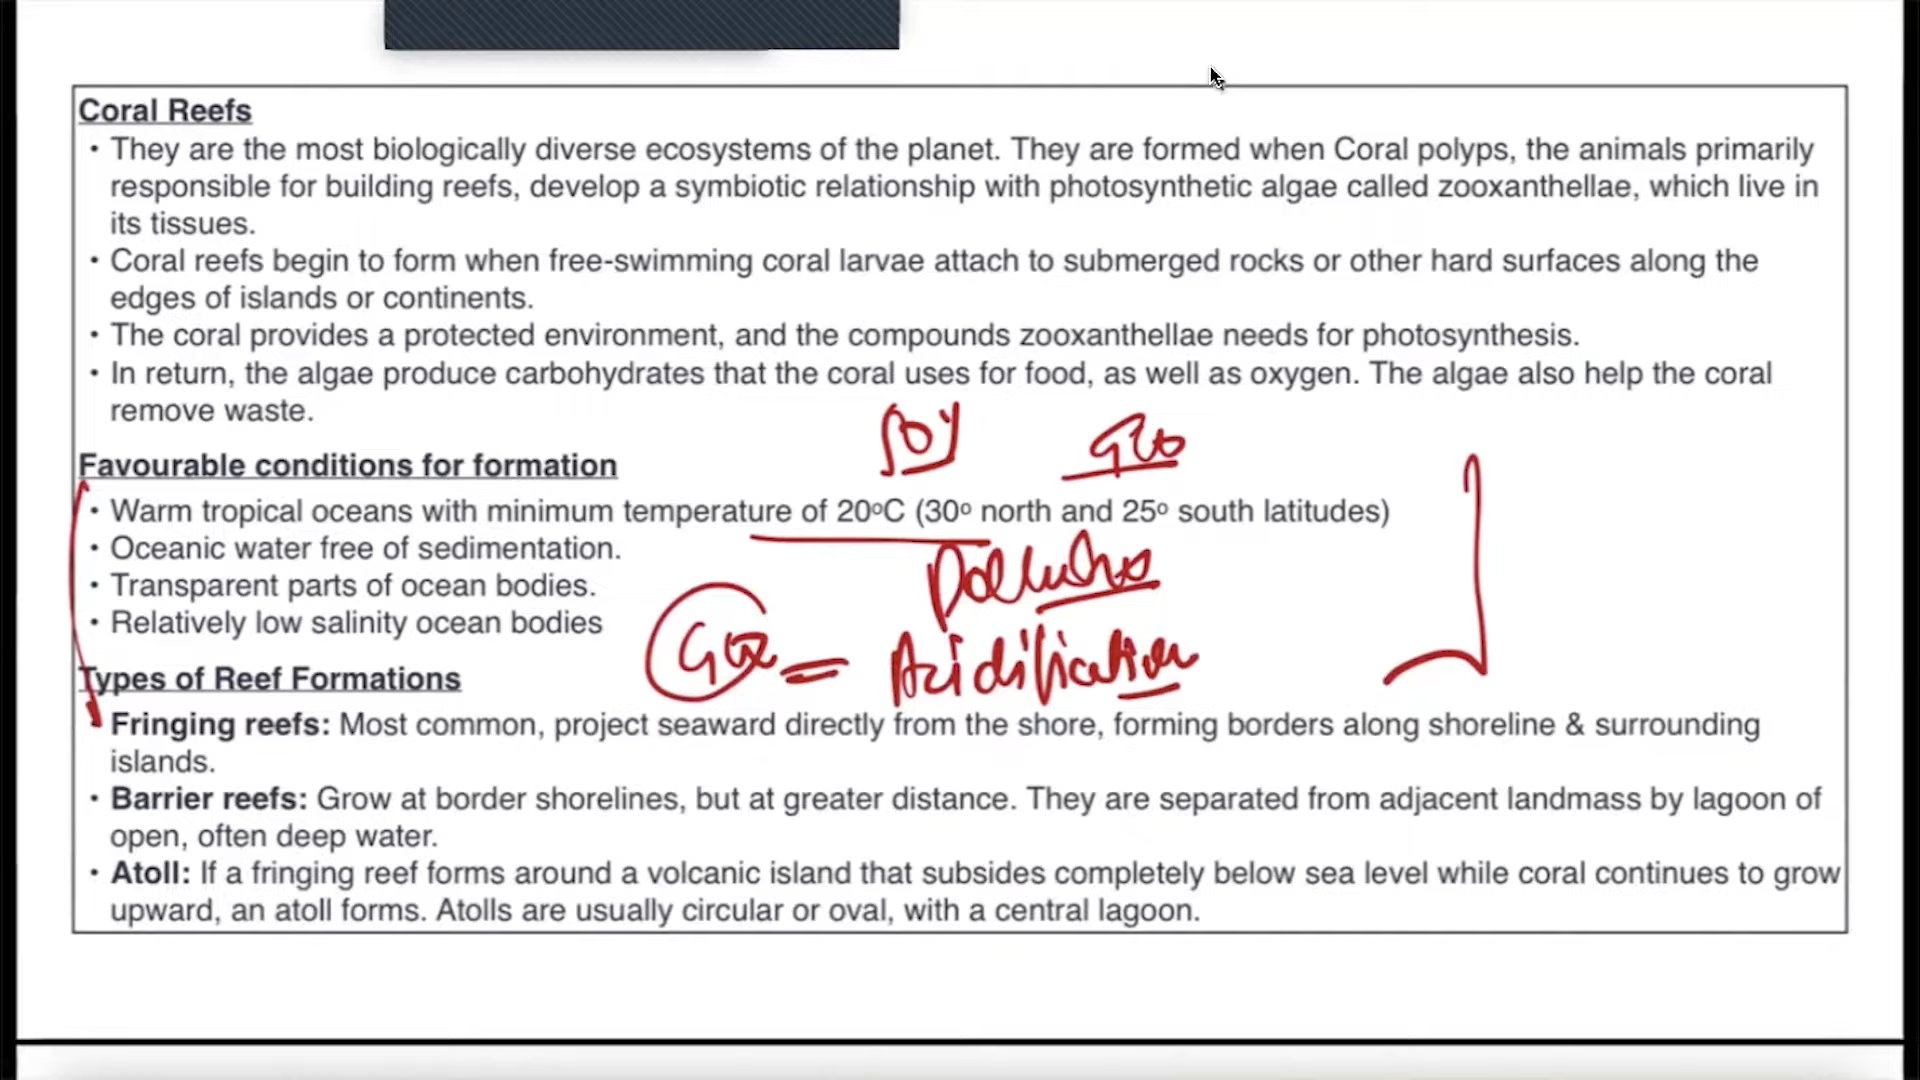 Coral Reefs
• They are the most biologically diverse ecosystems of the planet. They are formed when Coral polyps, the animals primarily
responsible for building reefs, develop a symbiotic relationship with photosynthetic algae called zooxanthellae, which live in
its tissues.
• Coral reefs begin to form when free-swimming coral larvae attach to submerged rocks or other hard surfaces along the
edges of islands or continents.
• The coral provides a protected environment, and the compounds zooxanthellae needs for photosynthesis.
• In return, the algae produce carbohydrates that the coral uses for food, as well as oxygen. The algae also help the coral
remove waste.
Favourable conditions for formation
• Warm tropical oceans with minimum temperature of 20ºC (30º north and 25º south latitudes)
• Oceanic water free of sedimentation.
• Transparent parts of ocean bodies.
• Relatively low salinity ocean bodies
= Acidification
Types of Reef Formations
Fringing reefs: Most common, project seaward directly from the shore, forming borders along shoreline & surrounding
islands.
• Barrier reefs: Grow at border shorelines, but at greater distance. They are separated from adjacent landmass by lagoon of
open, often deep water.
• Atoll: If a fringing reef forms around a volcanic island that subsides completely below sea level while coral continues to grow
upward, an atoll forms. Atolls are usually circular or oval, with a central lagoon.